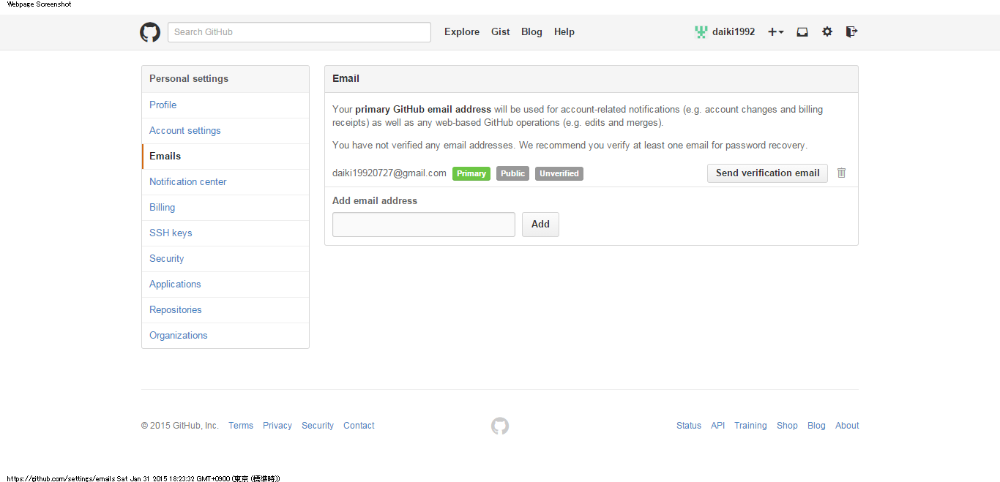 Webpage Screenshot
Search GitHub Explore Gist Blog Help daiki1992
Personal settings
Profile
Account settings
Emails
Notification center
Billing
SSH keys
Security
Applications
Repositories
Organizations
Email
Your primary GitHub email address will be used for account-related notifications (e.g. account changes and billing
receipts) as well as any web-based GitHub operations (e.g. edits and merges).
You have not verified any email addresses. We recommend you verify at least one email for password recovery.
daiki19920727@gmail.com Primary Public Unverified Send verification email
Add email address
Add
© 2015 GitHub, Inc. Terms Privacy Security Contact Status API Training Shop Blog About
https://github.com/settings/emails Sat Jan 31 2015 18:23:32 GMT+0900 (東京 (標準時))